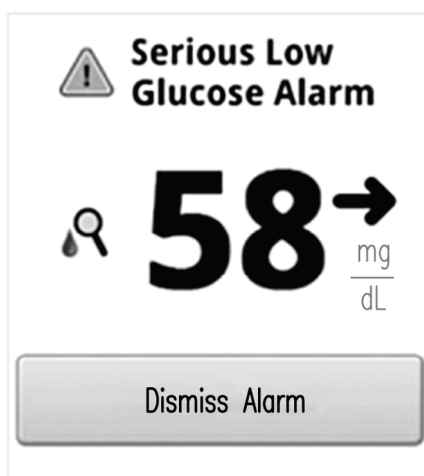 Serious Low
Glucose Alarm
58
mg
dL
Dismiss Alarm